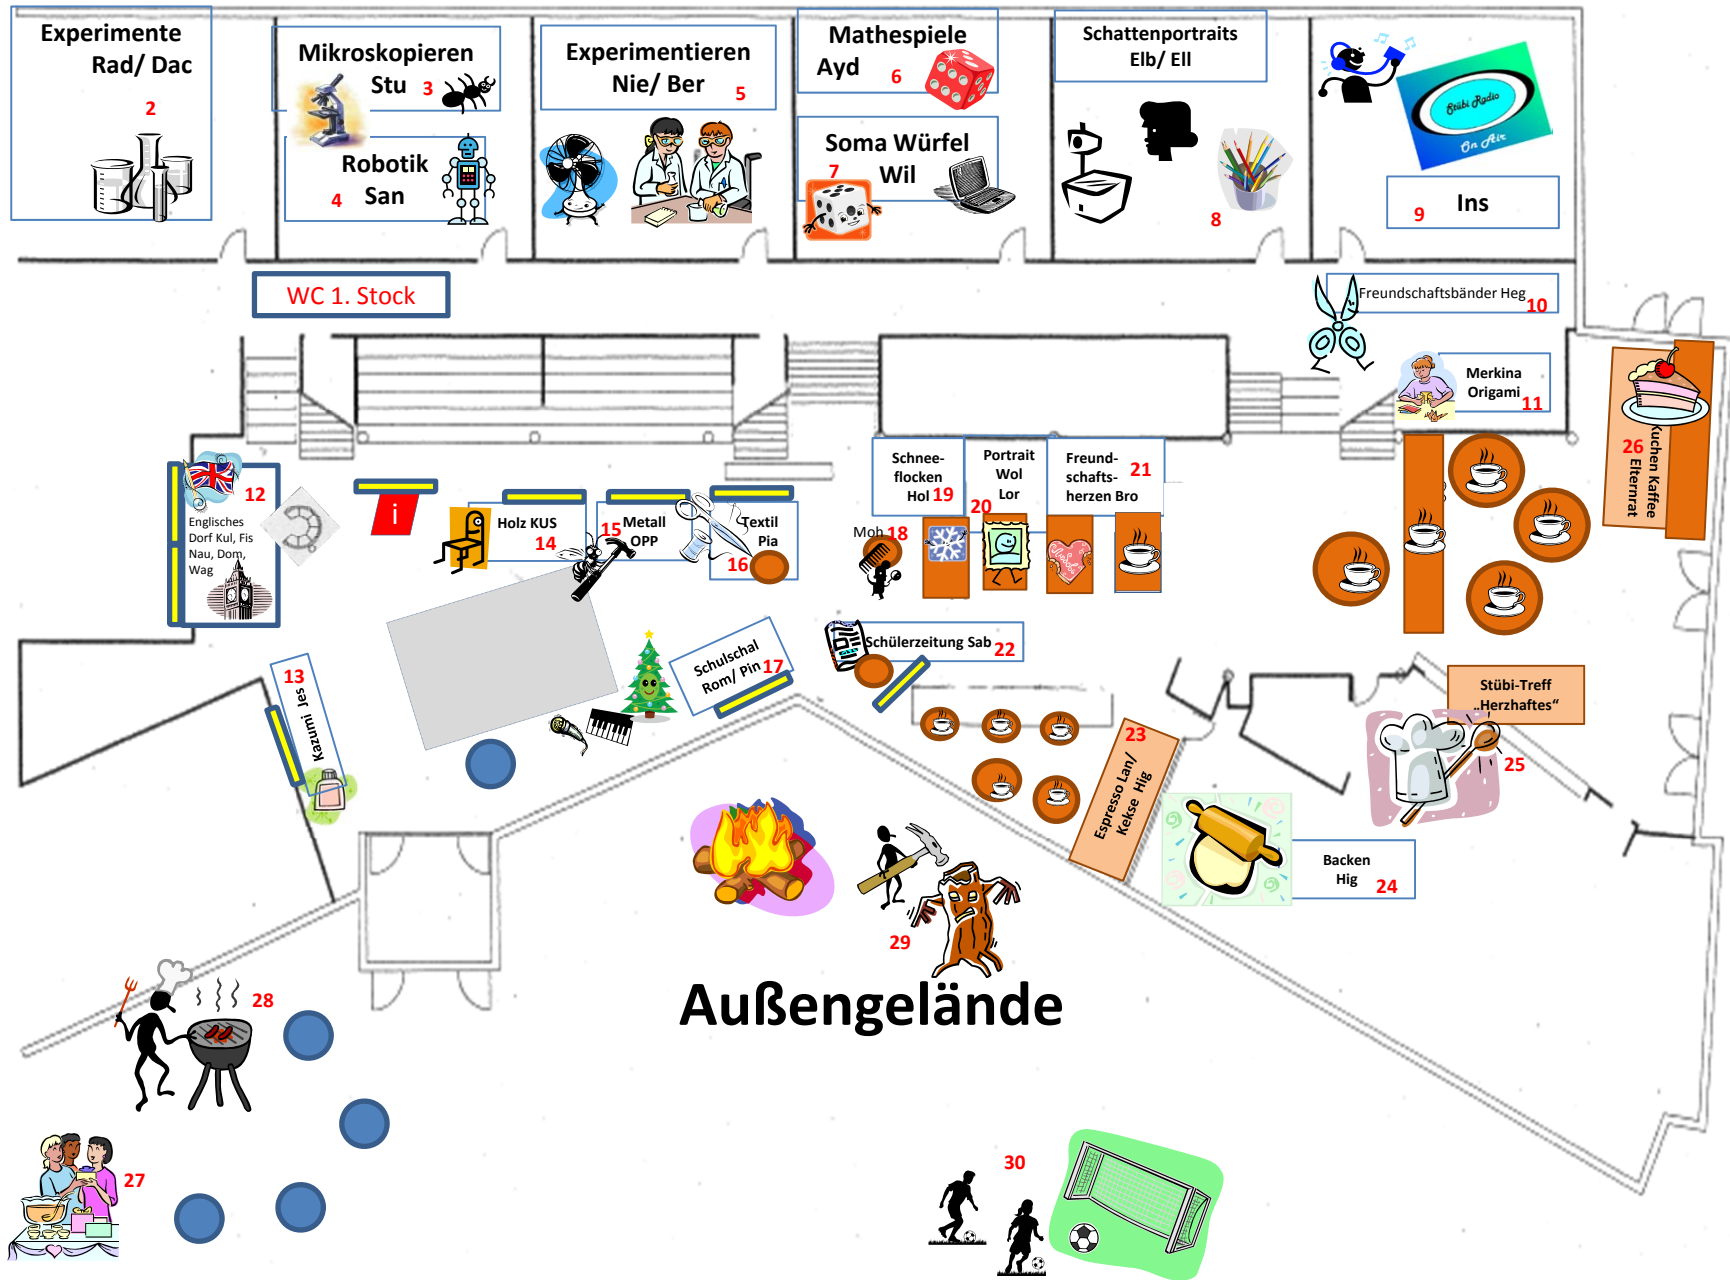 Experimente
Rad/ Dac
2
Mikroskopieren
Stu 3
Robotik
4 San
Experimentieren
Nie/ Ber 5
Mathespiele
Ayd 6
Soma Würfel
7 Wil
Schattenportraits
Elb/ Ell
8
Stübi Radio
On Air
9 Ins
WC 1. Stock
Freundschaftsbänder Heg 10
Merkina
Origami 11
Kuchen Kaffee
26 Elternrat
12
Englisches
Dorf Kul, Fis
Nau, Dom,
Wag
i
Holz KUS
14
15 Metall
OPP
Textil
Pia
16
Schnee-
flocken
Hol 19
Portrait
Wol
Lor
20
Freund-
schafts- 21
herzen Bro
Moh 18
13
Kazumi Jes
Schulschal
Rom/ Pin 17
Schülerzeitung Sab 22
23
Espresso Lan/
Kekse Hig
Stübi-Treff
„Herzhaftes“
25
Backen
Hig 24
29
Außengelände
28
27
30